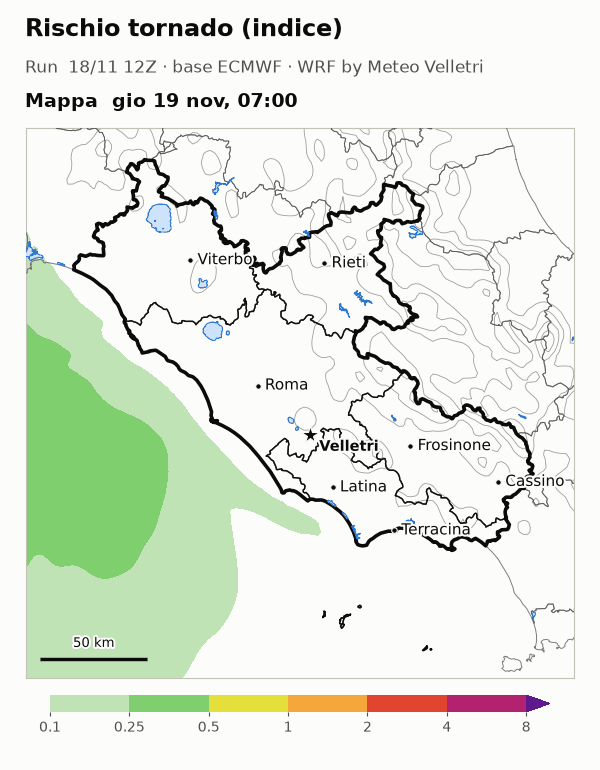 Rischio tornado (indice)
Run  18/11 12Z · base ECMWF · WRF by Meteo Velletri
Mappa  gio 19 nov, 07:00
Viterbo
Rieti
Roma
Velletri
Frosinone
Latina
Cassino
Terracina
50 km
0.1 0.25 0.5 1 2 4 8